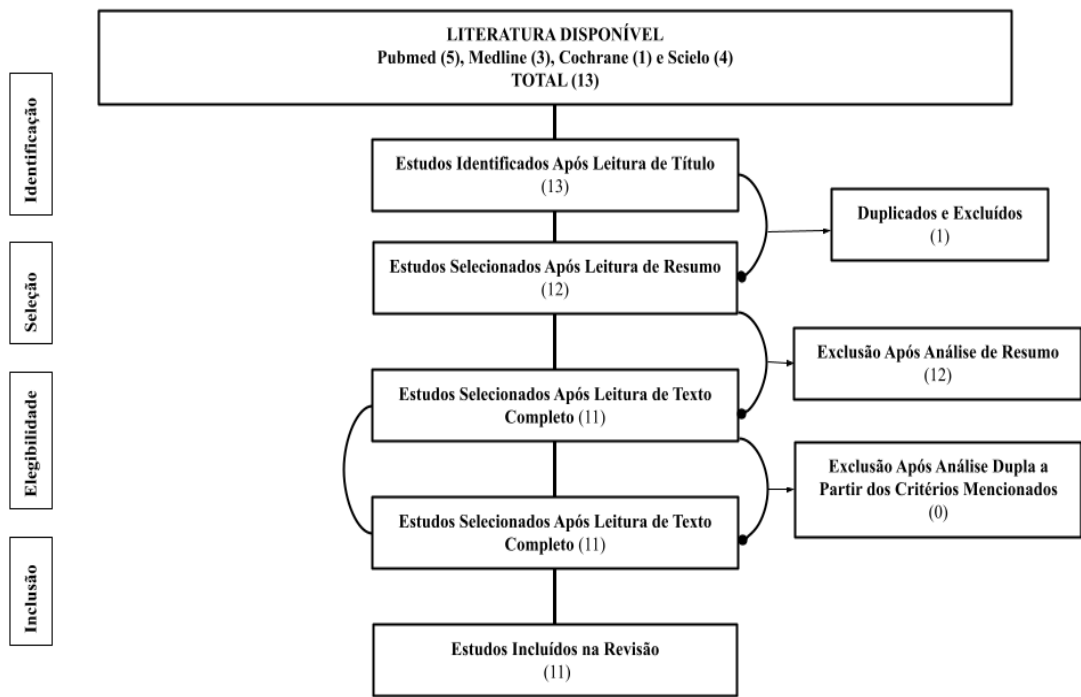 LITERATURA DISPONÍVEL
Pubmed (5), Medline (3), Cochrane (1) e Scielo (4)
TOTAL (13)
Identificação
Estudos Identificados Após Leitura de Título
(13)
Duplicados e Excluídos
(1)
Seleção
Estudos Selecionados Após Leitura de Resumo
(12)
Exclusão Após Análise de Resumo
(12)
Elegibilidade
Estudos Selecionados Após Leitura de Texto
Completo (11)
Exclusão Após Análise Dupla a
Partir dos Critérios Mencionados
(0)
Estudos Selecionados Após Leitura de Texto
Completo (11)
Inclusão
Estudos Incluídos na Revisão
(11)